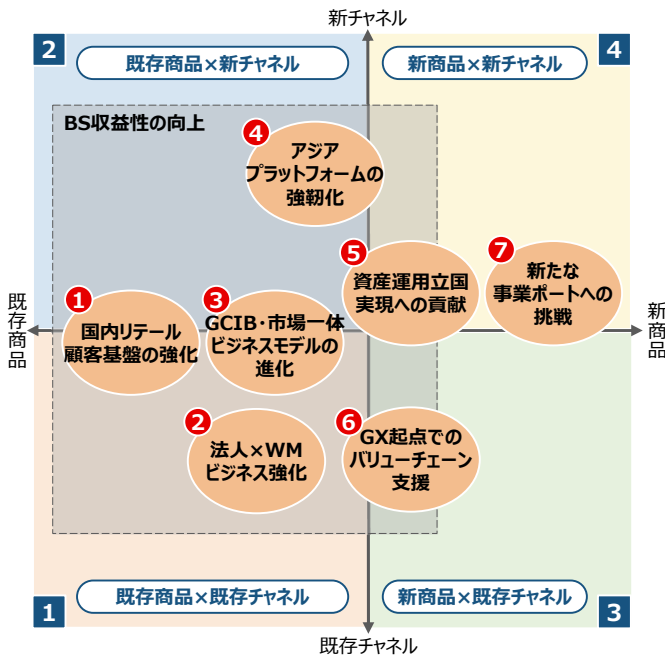 新チャネル
2
既存商品×新チャネル
新商品×新チャネル
4
BS収益性の向上
4
アジア
プラットフォームの
強靭化
5
資産運用立国
実現への貢献
7
新たな
事業ポートへの
挑戦
既存商品
1
国内リテール
顧客基盤の強化
3
GCIB・市場一体
ビジネスモデルの
進化
新商品
2
法人×WM
ビジネス強化
6
GX起点での
バリューチェーン
支援
1
既存商品×既存チャネル
新商品×既存チャネル
3
既存チャネル